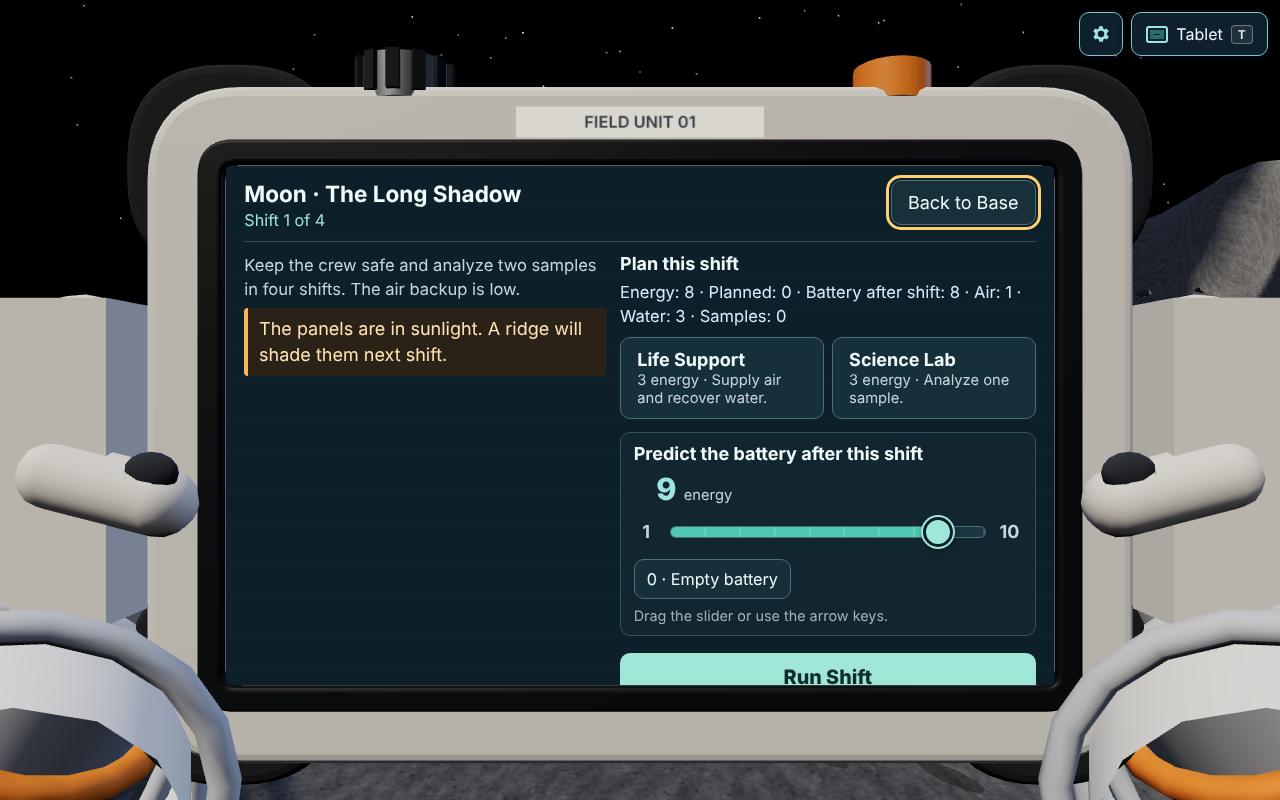 Tablet T
FIELD UNIT 01
Moon · The Long Shadow
Shift 1 of 4
Back to Base
Keep the crew safe and analyze two samples
in four shifts. The air backup is low.
The panels are in sunlight. A ridge will
shade them next shift.
Plan this shift
Energy: 8 · Planned: 0 · Battery after shift: 8 · Air: 1 ·
Water: 3 · Samples: 0
Life Support
3 energy · Supply air
and recover water.
Science Lab
3 energy · Analyze one
sample.
Predict the battery after this shift
9 energy
1 10
0 · Empty battery
Drag the slider or use the arrow keys.
Run Shift